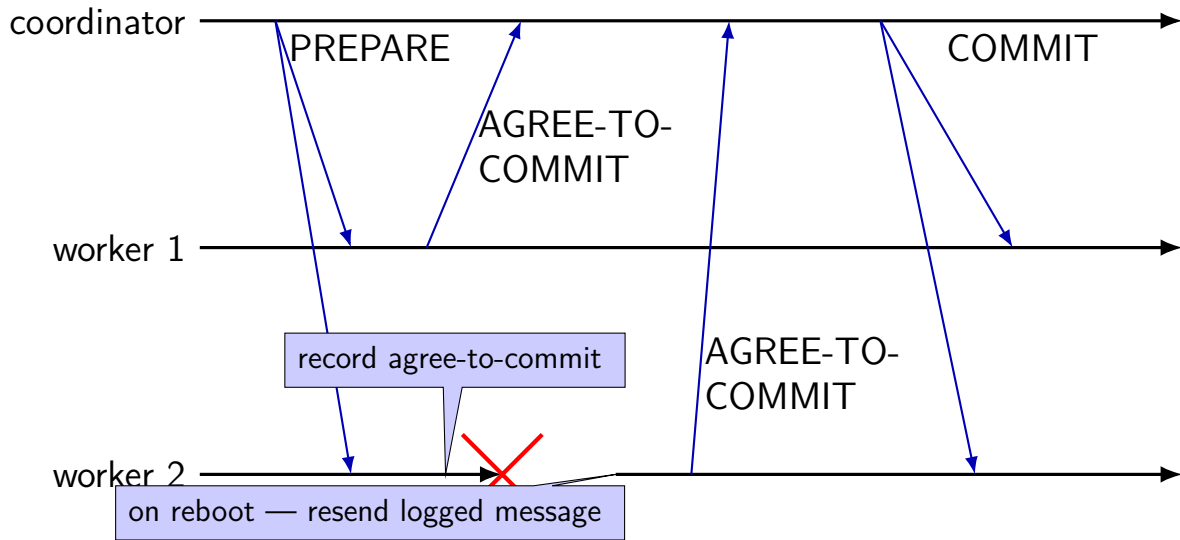 coordinator
PREPARE
COMMIT
AGREE-TO-
COMMIT
worker 1
record agree-to-commit
AGREE-TO-
COMMIT
worker 2
on reboot — resend logged message